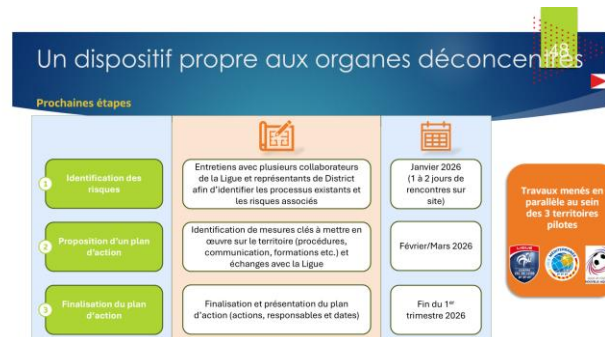 48
Un dispositif propre aux organes déconcentrés
Prochaines étapes
1
Identification des
risques
Entretiens avec plusieurs collaborateurs
de la Ligue et représentants de District
afin d'identifier les processus existants et
les risques associés
Janvier 2026
(1 à 2 jours de
rencontres sur
site)
2
Proposition d'un plan
d'action
Identification de mesures clés à mettre en
œuvre sur le territoire (procédures,
communication, formations etc.) et
échanges avec la Ligue
Février/Mars 2026
3
Finalisation du plan
d'action
Finalisation et présentation du plan
d'action (actions, responsables et dates)
Fin du 1er
trimestre 2026
Travaux menés en
parallèle au sein
des 3 territoires
pilotes